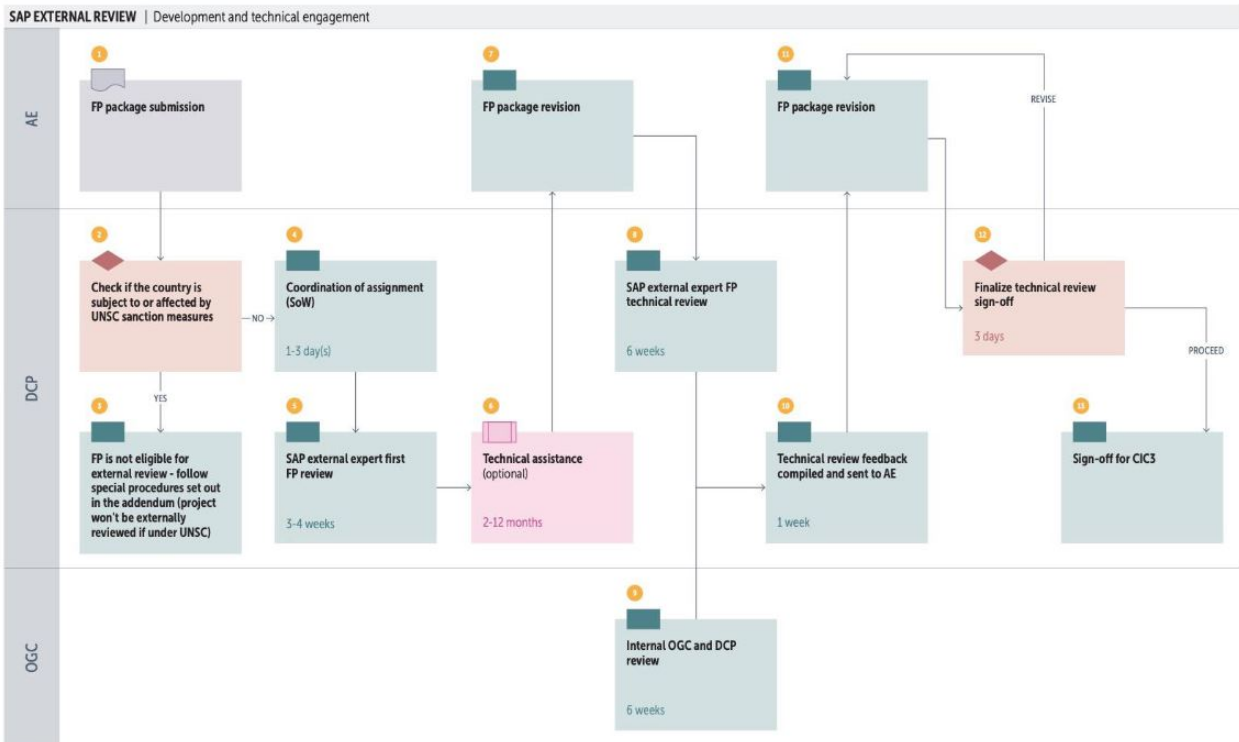 SAP EXTERNAL REVIEW | Development and technical engagement
AE
1
FP package submission
7
FP package revision
11
FP package revision
REVISE
DCP
2
Check if the country is
subject to or affected by
UNSC sanction measures
NO
YES
3
FP is not eligible for
external review - follow
special procedures set out
in the addendum (project
won't be externally
reviewed if under UNSC)
4
Coordination of assignment
(SoW)
1-3 day(s)
5
SAP external expert first
FP review
3-4 weeks
6
Technical assistance
(optional)
2-12 months
8
SAP external expert FP
technical review
6 weeks
10
Technical review feedback
compiled and sent to AE
1 week
12
Finalize technical review
sign-off
3 days
PROCEED
13
Sign-off for CIC3
OGC
9
Internal OGC and DCP
review
6 weeks